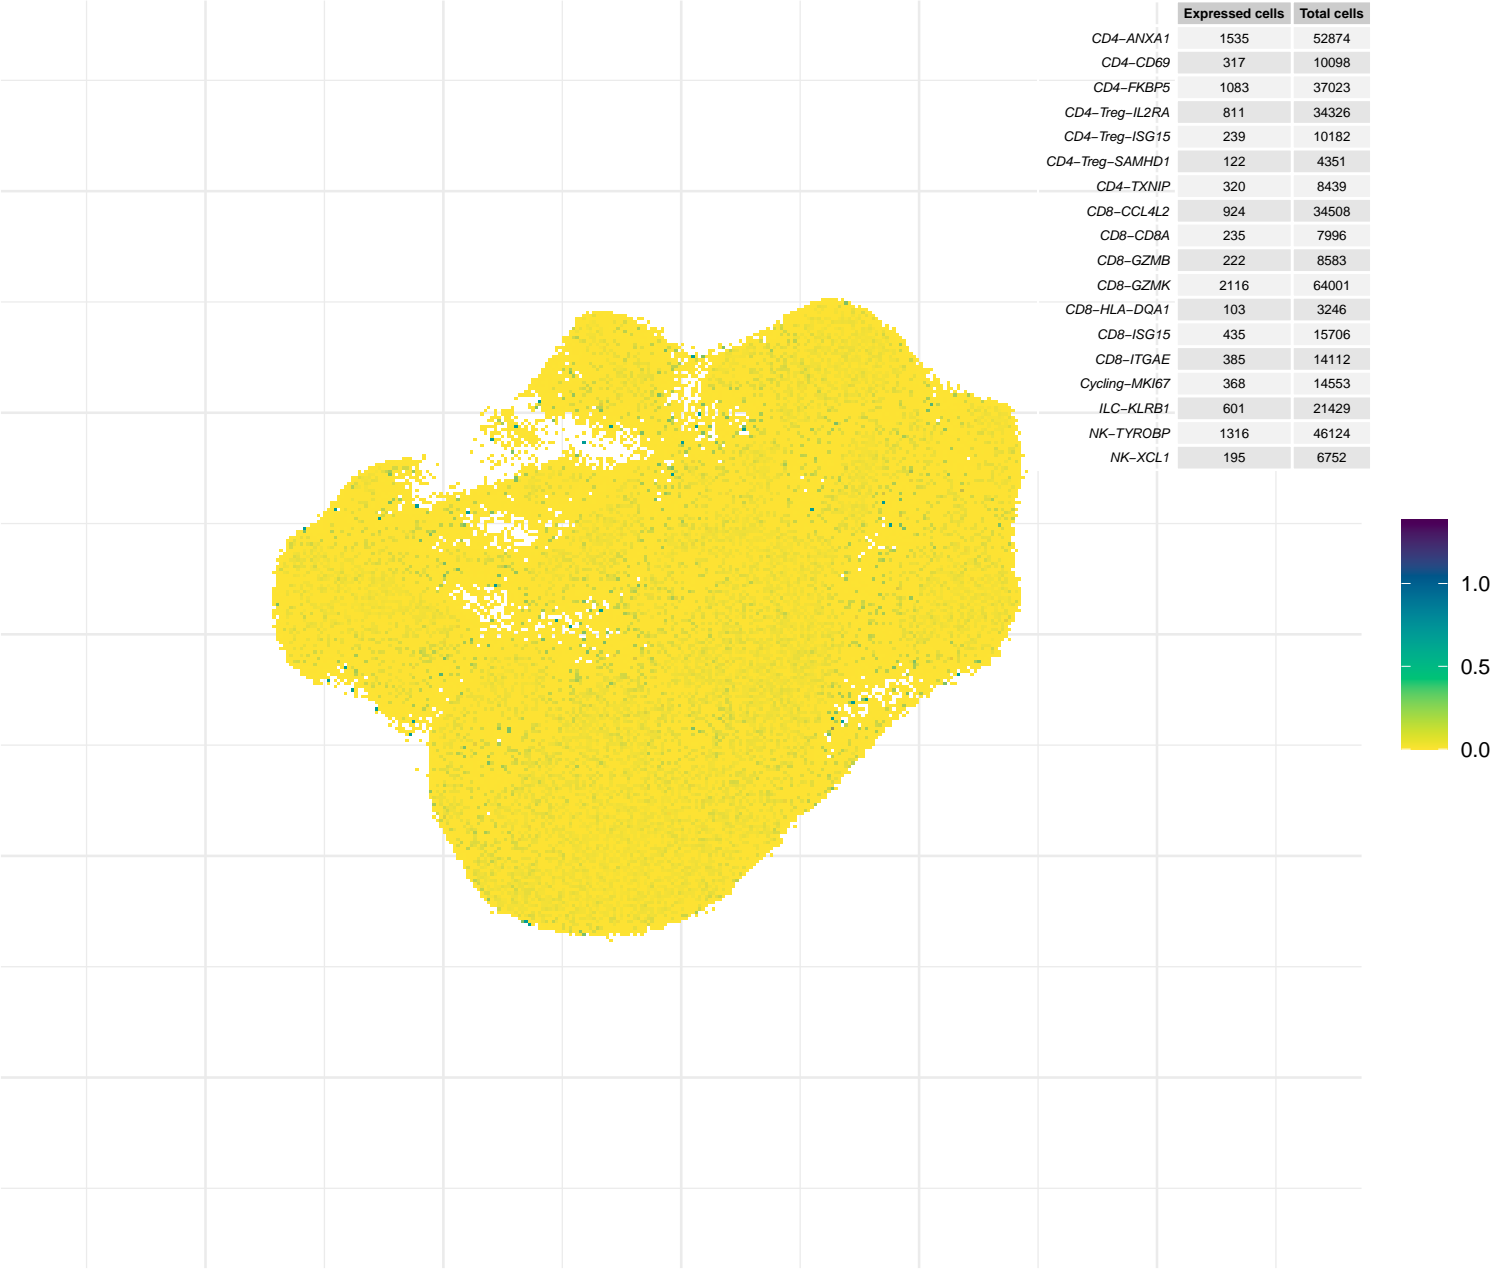 Expressed cells Total cells
CD4−ANXA1 1535 52874
CD4−CD69 317 10098
CD4−FKBP5 1083 37023
CD4−Treg−IL2RA 811 34326
CD4−Treg−ISG15 239 10182
CD4−Treg−SAMHD1 122 4351
CD4−TXNIP 320 8439
CD8−CCL4L2 924 34508
CD8−CD8A 235 7996
CD8−GZMB 222 8583
CD8−GZMK 2116 64001
CD8−HLA−DQA1 103 3246
CD8−ISG15 435 15706
CD8−ITGAE 385 14112
Cycling−MKI67 368 14553
ILC−KLRB1 601 21429
NK−TYROBP 1316 46124
NK−XCL1 195 6752
1.0
0.5
0.0